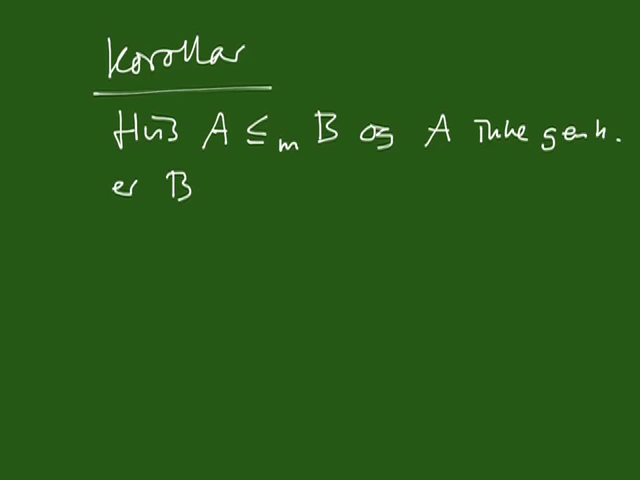 Korollar
Hvis A ≤m B og A ikke genk.
er B